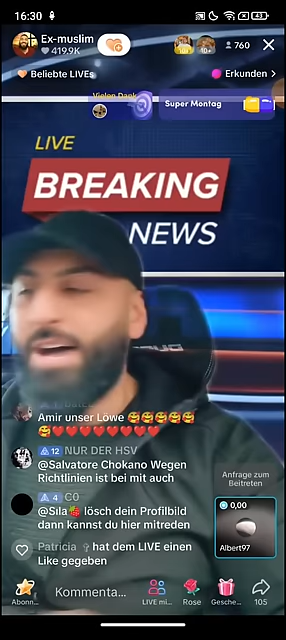 16:30
43
Ex-muslim
419.9K
760
Beliebte LIVEs
Erkunden >
Vielen Dank
Super Montag
LIVE
BREAKING
NEWS
Amir unser Löwe 🥰🥰🥰🥰🥰
🥰❤️❤️❤️❤️❤️❤️❤️❤️❤️
12 NUR DER HSV
@Salvatore Chokano Wegen
Richtlinien ist bei mit auch
4 CO
@Sıla🍓 lösch dein Profilbild
dann kannst du hier mitreden
Patricia ✞ hat dem LIVE einen
Like gegeben
Anfrage zum
Beitreten
0,00
Albert97
Abonn...
Kommenta...
LIVE mi...
Rose
Gesche...
105